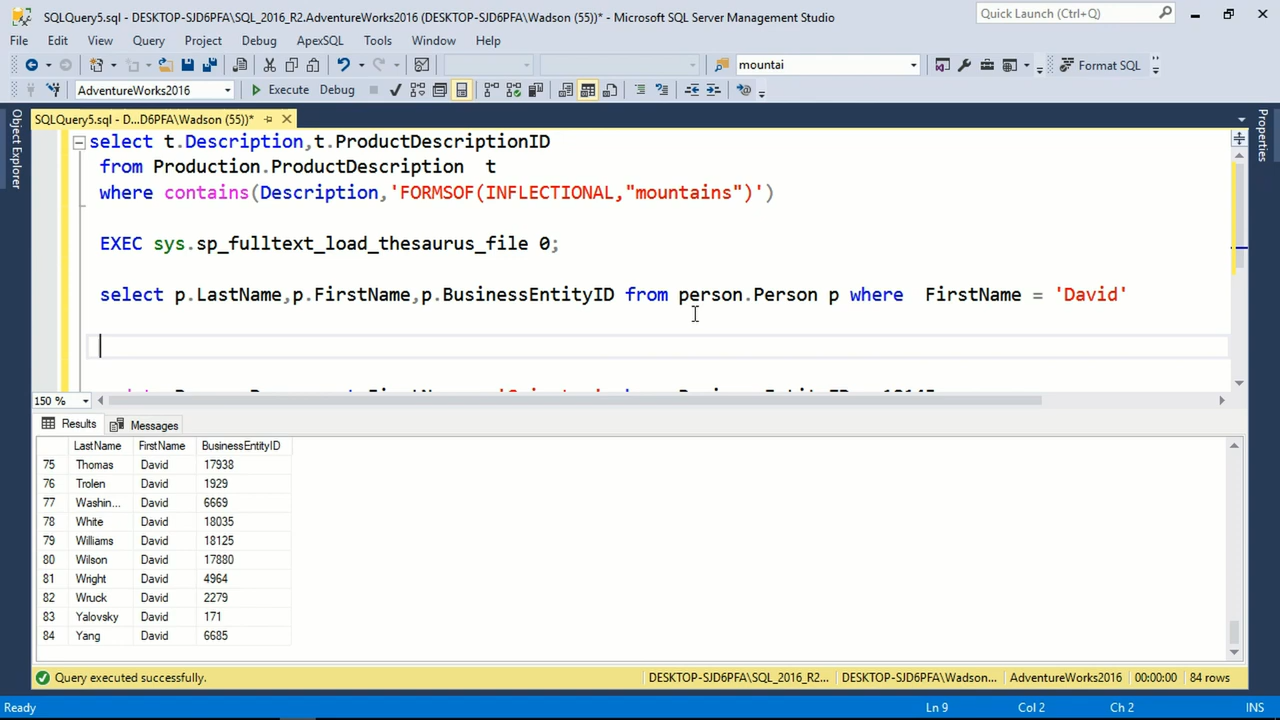 SQLQuery5.sql - DESKTOP-SJD6PFA\SQL_2016_R2.AdventureWorks2016 (DESKTOP-SJD6PFA\Wadson (55))* - Microsoft SQL Server Management Studio
Quick Launch (Ctrl+Q)
File Edit View Query Project Debug ApexSQL Tools Window Help
mountai
Format SQL
AdventureWorks2016
Execute Debug
SQLQuery5.sql - D...D6PFA\Wadson (55))*
Object Explorer
Properties
select t.Description,t.ProductDescriptionID
from Production.ProductDescription t
where contains(Description,'FORMSOF(INFLECTIONAL,"mountains")')
EXEC sys.sp_fulltext_load_thesaurus_file 0;
select p.LastName,p.FirstName,p.BusinessEntityID from person.Person p where FirstName = 'David'
150 %
Results Messages
LastName FirstName BusinessEntityID
75 Thomas David 17938
76 Trolen David 1929
77 Washin... David 6669
78 White David 18035
79 Williams David 18125
80 Wilson David 17880
81 Wright David 4964
82 Wruck David 2279
83 Yalovsky David 171
84 Yang David 6685
Query executed successfully.
DESKTOP-SJD6PFA\SQL_2016_R2... DESKTOP-SJD6PFA\Wadson... AdventureWorks2016 00:00:00 84 rows
Ready Ln 9 Col 2 Ch 2 INS